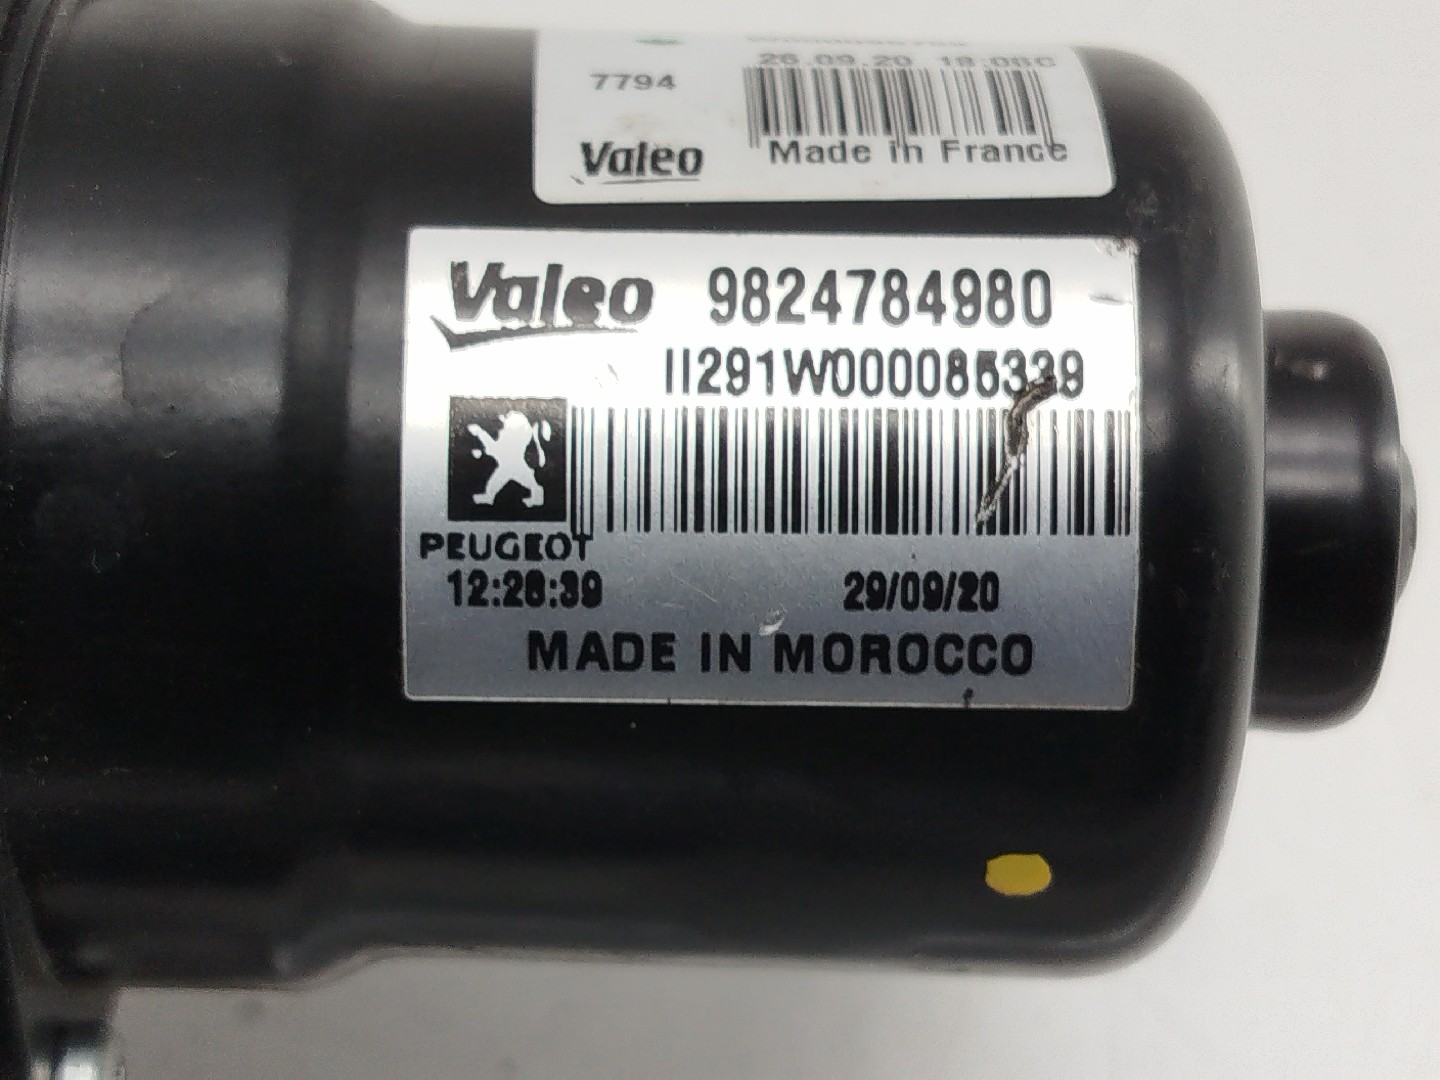 26.09.20 18:06C
7794
Valeo
Made in France
Valeo 9824784980
II291W000085339
PEUGEOT
12:28:39 29/09/20
MADE IN MOROCCO